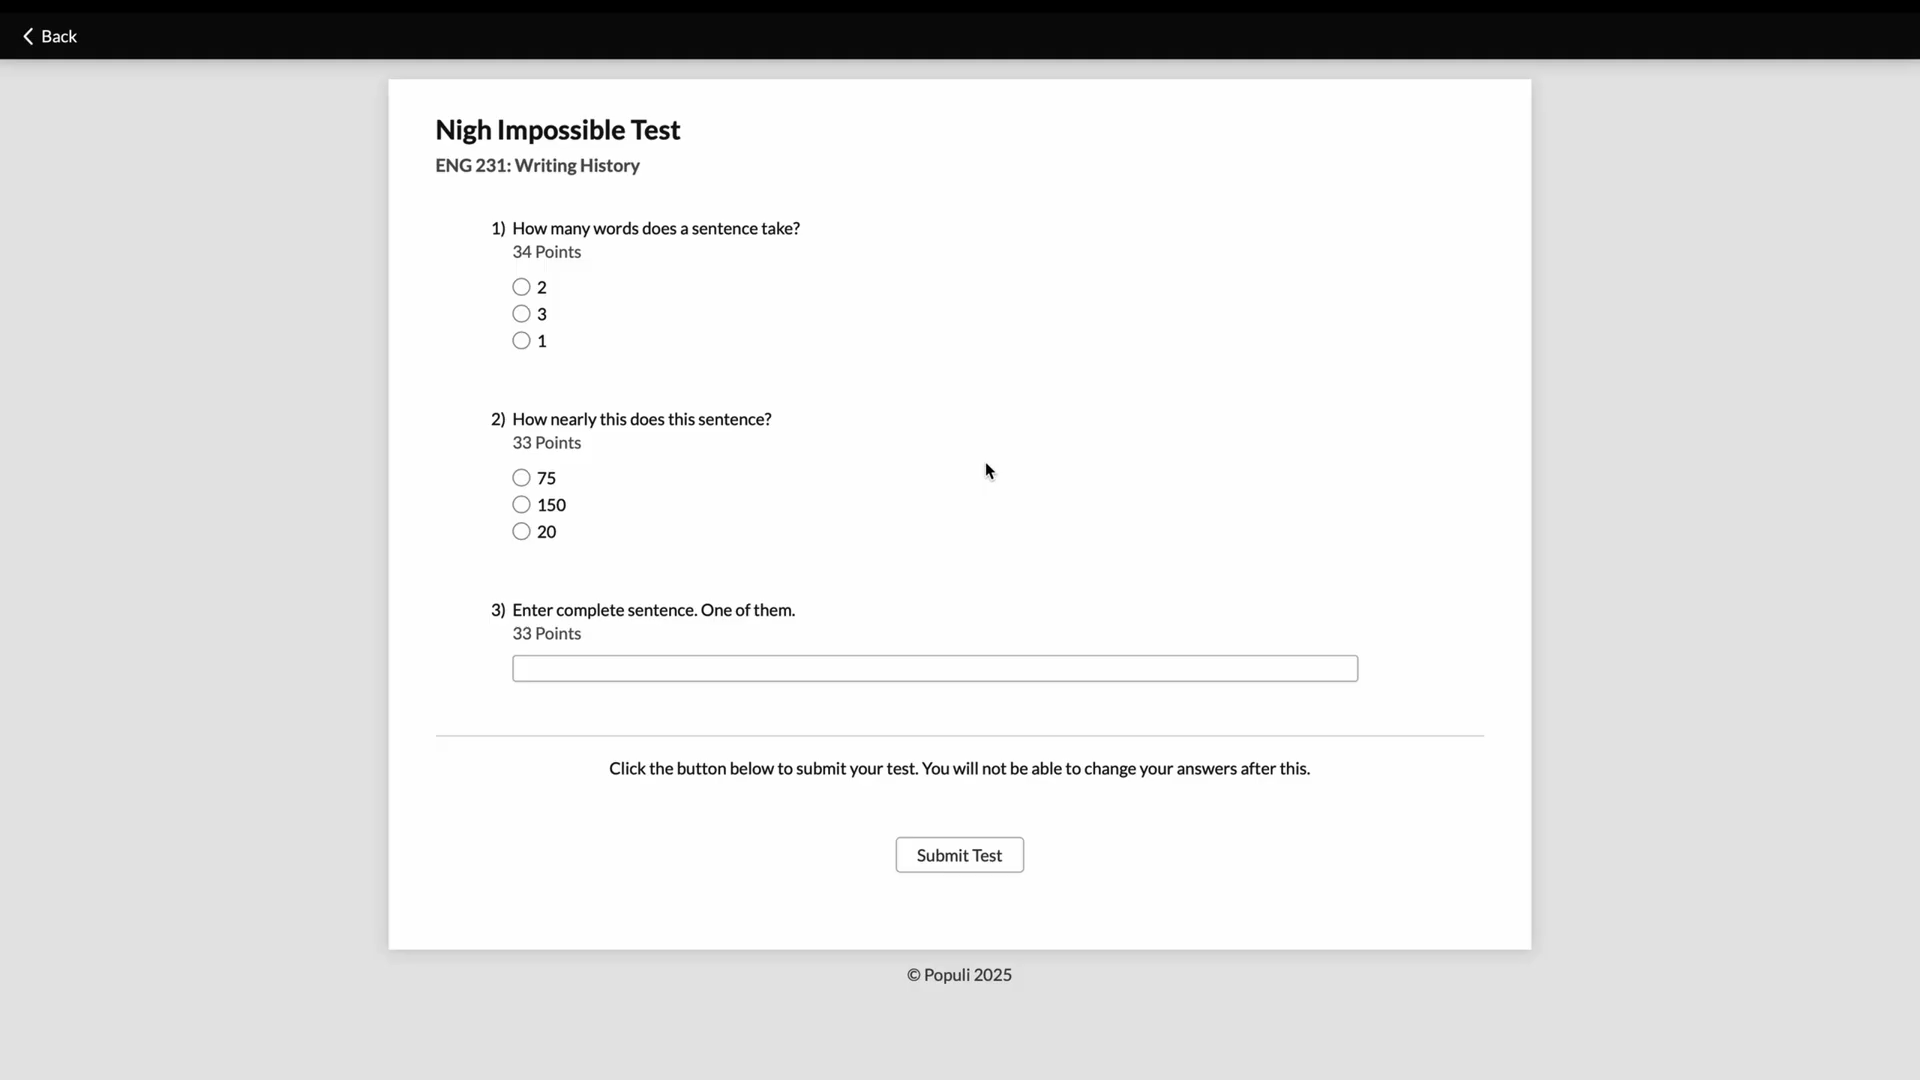 Back
Nigh Impossible Test
ENG 231: Writing History
1) How many words does a sentence take?
34 Points
2
3
1
2) How nearly this does this sentence?
33 Points
75
150
20
3) Enter complete sentence. One of them.
33 Points
Click the button below to submit your test. You will not be able to change your answers after this.
Submit Test
© Populi 2025